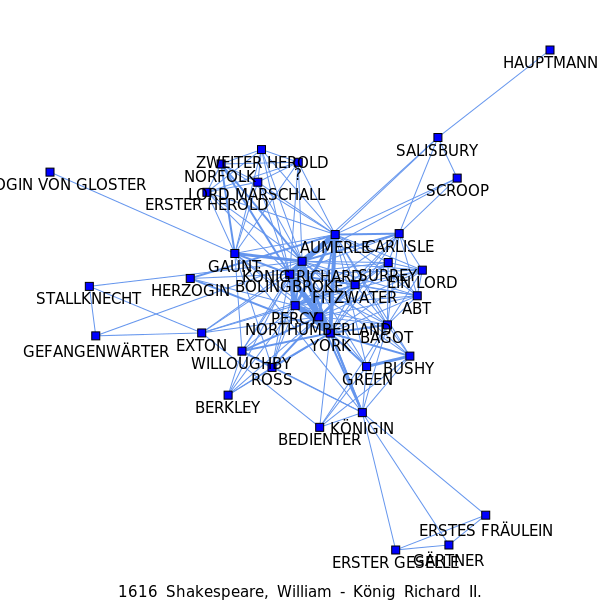 HAUPTMANN
SALISBURY
ZWEITER HEROLD
?
NORFOLK
OGIN VON GLOSTER
SCROOP
LORD MARSCHALL
ERSTER HEROLD
AUMERLE
CARLISLE
GAUNT
KÖNIG RICHARD
SURREY
EIN LORD
HERZOGIN
BOLINGBROKE
STALLKNECHT
FITZWATER
ABT
PERCY
NORTHUMBERLAND
BAGOT
EXTON
YORK
GEFANGENWÄRTER
WILLOUGHBY
BUSHY
ROSS
GREEN
BERKLEY
KÖNIGIN
BEDIENTER
ERSTES FRÄULEIN
GÄRTNER
ERSTER GESELLE
1616 Shakespeare, William - König Richard II.